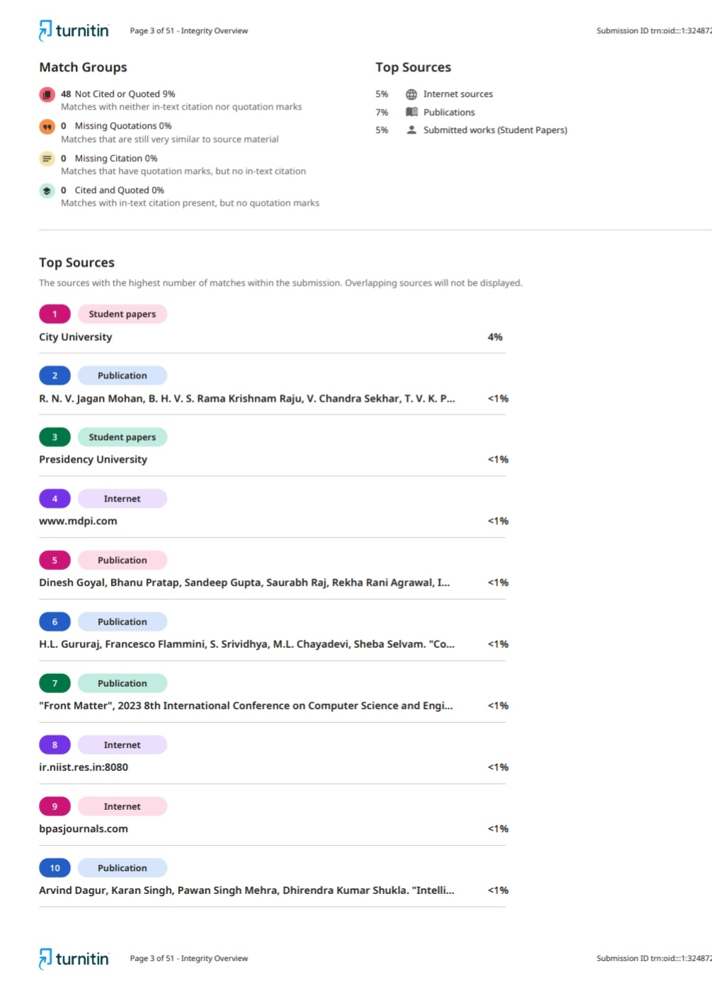 turnitin Page 3 of 51 - Integrity Overview Submission ID trn:oid:::1:324872
Match Groups
48 Not Cited or Quoted 9%
Matches with neither in-text citation nor quotation marks
0 Missing Quotations 0%
Matches that are still very similar to source material
0 Missing Citation 0%
Matches that have quotation marks, but no in-text citation
0 Cited and Quoted 0%
Matches with in-text citation present, but no quotation marks
Top Sources
5% Internet sources
7% Publications
5% Submitted works (Student Papers)
Top Sources
The sources with the highest number of matches within the submission. Overlapping sources will not be displayed.
1 Student papers
City University 4%
2 Publication
R. N. V. Jagan Mohan, B. H. V. S. Rama Krishnam Raju, V. Chandra Sekhar, T. V. K. P... <1%
3 Student papers
Presidency University <1%
4 Internet
www.mdpi.com <1%
5 Publication
Dinesh Goyal, Bhanu Pratap, Sandeep Gupta, Saurabh Raj, Rekha Rani Agrawal, I... <1%
6 Publication
H.L. Gururaj, Francesco Flammini, S. Srividhya, M.L. Chayadevi, Sheba Selvam. "Co... <1%
7 Publication
"Front Matter", 2023 8th International Conference on Computer Science and Engi... <1%
8 Internet
ir.niist.res.in:8080 <1%
9 Internet
bpasjournals.com <1%
10 Publication
Arvind Dagur, Karan Singh, Pawan Singh Mehra, Dhirendra Kumar Shukla. "Intelli... <1%
turnitin Page 3 of 51 - Integrity Overview Submission ID trn:oid:::1:324872